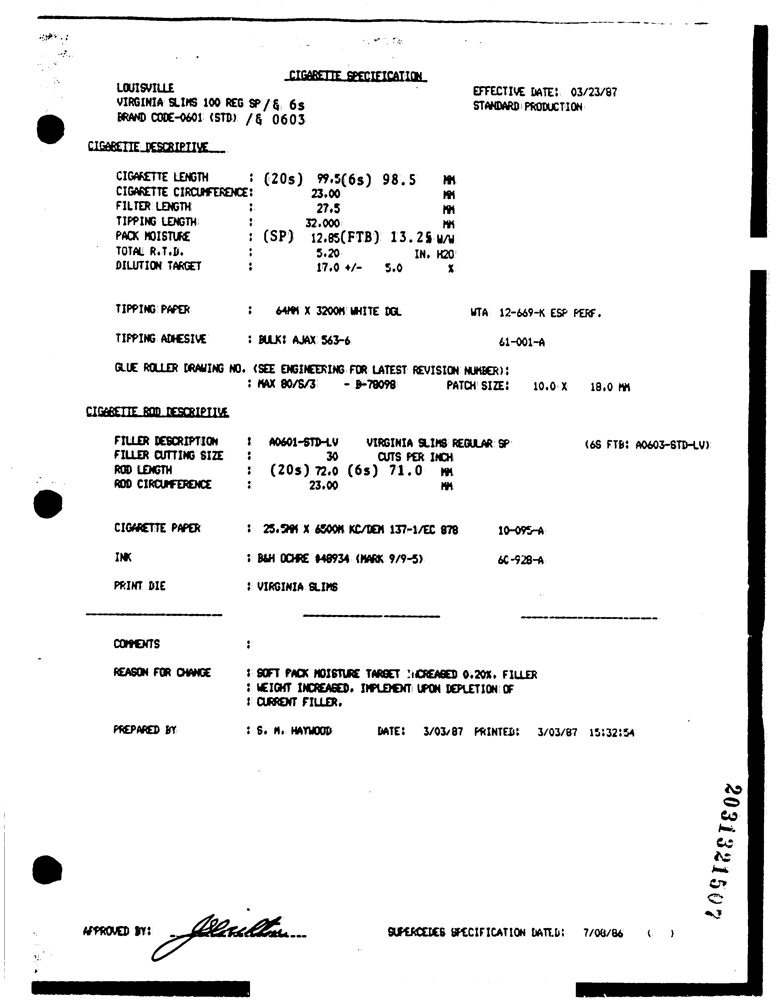 CIGARETTE SPECIFICATION
LOUISVILLE
EFFECTIVE DATE: 03/23/87
VIRGINIA SLIMS 100 REG SP/& 6s
STANDARD PRODUCTION
BRAND CODE-0601 (STD) /& 0603
CIGARETTE DESCRIPTIVE
CIGARETTE LENGTH : (20s) 99.5(6s) 98.5 MM
CIGARETTE CIRCUMFERENCE: 23.00 MM
FILTER LENGTH : 27.5 MM
TIPPING LENGTH : 32.000 MM
PACK MOISTURE : (SP) 12.85(FTB) 13.25 W/W
TOTAL R.T.D. : 5.20 IN. H2O
DILUTION TARGET : 17.0 +/- 5.0 %
TIPPING PAPER : 64MM X 3200M WHITE DGL WTA 12-669-K ESP PERF.
TIPPING ADHESIVE : BULK: AJAX 563-6 61-001-A
GLUE ROLLER DRAWING NO. (SEE ENGINEERING FOR LATEST REVISION NUMBER):
: MAX 80/S/3 - B-78098 PATCH SIZE: 10.0 X 18.0 MM
CIGARETTE ROD DESCRIPTIVE
FILLER DESCRIPTION : A0601-STD-LV VIRGINIA SLIMS REGULAR SP (6S FTB: A0603-STD-LV)
FILLER CUTTING SIZE : 30 CUTS PER INCH
ROD LENGTH : (20s) 72.0 (6s) 71.0 MM
ROD CIRCUMFERENCE : 23.00 MM
CIGARETTE PAPER : 25.5MM X 6500M KC/DEM 137-1/EC 878 10-095-A
INK : B&H OCHRE #48934 (MARK 9/9-5) 6C-928-A
PRINT DIE : VIRGINIA SLIMS
COMMENTS :
REASON FOR CHANGE : SOFT PACK MOISTURE TARGET INCREASED 0.20%. FILLER
: WEIGHT INCREASED. IMPLEMENT UPON DEPLETION OF
: CURRENT FILLER.
PREPARED BY : S. M. HAYWOOD DATE: 3/03/87 PRINTED: 3/03/87 15:32:54
2031321507
APPROVED BY:
SUPERCEDES SPECIFICATION DATED: 7/08/86 ( )